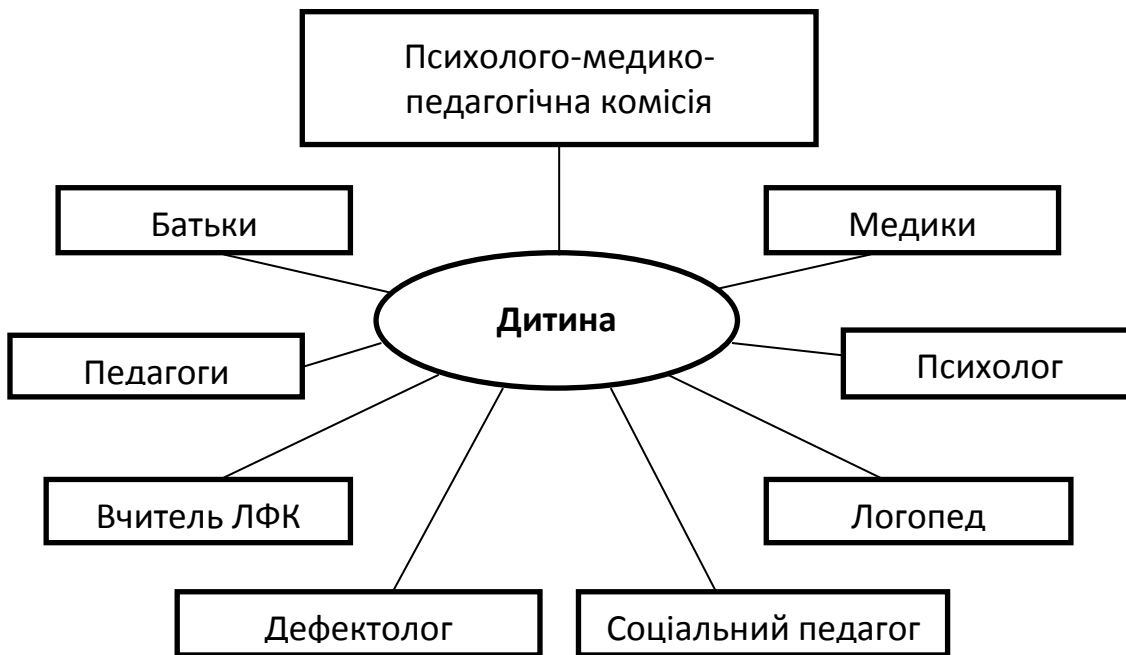 Психолого-медико-
педагогічна комісія
Батьки
Медики
Дитина
Педагоги
Психолог
Вчитель ЛФК
Логопед
Дефектолог
Соціальний педагог